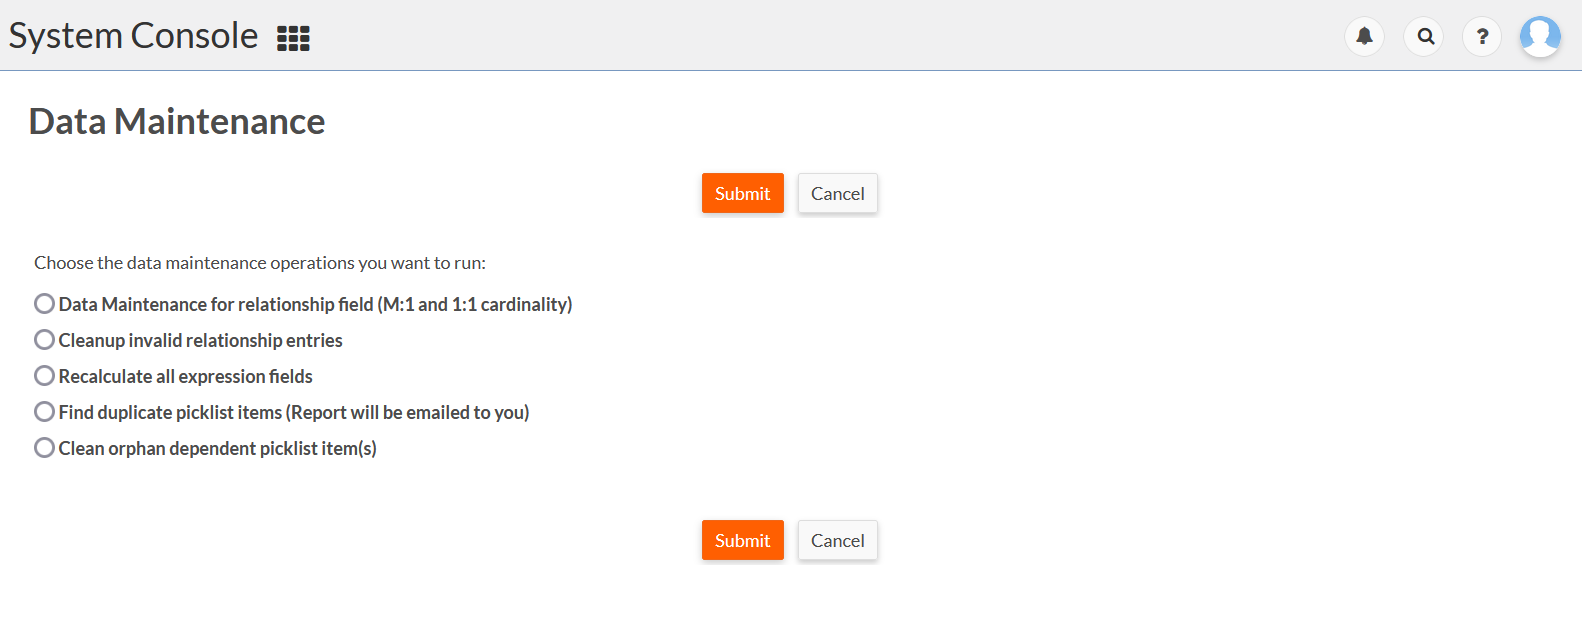 System Console
?
Data Maintenance
Submit Cancel
Choose the data maintenance operations you want to run:
Data Maintenance for relationship field (M:1 and 1:1 cardinality)
Cleanup invalid relationship entries
Recalculate all expression fields
Find duplicate picklist items (Report will be emailed to you)
Clean orphan dependent picklist item(s)
Submit Cancel